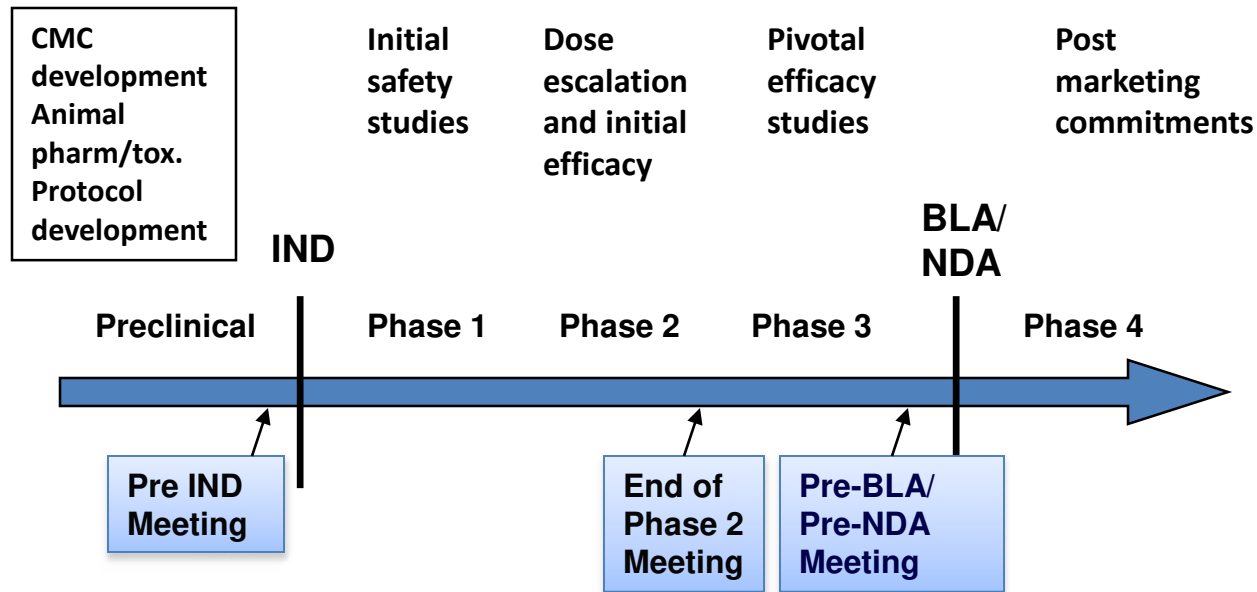 CMC
development
Animal
pharm/tox.
Protocol
development
Initial
safety
studies
Dose
escalation
and initial
efficacy
Pivotal
efficacy
studies
Post
marketing
commitments
IND
BLA/
NDA
Preclinical
Phase 1
Phase 2
Phase 3
Phase 4
Pre IND
Meeting
End of
Phase 2
Meeting
Pre-BLA/
Pre-NDA
Meeting